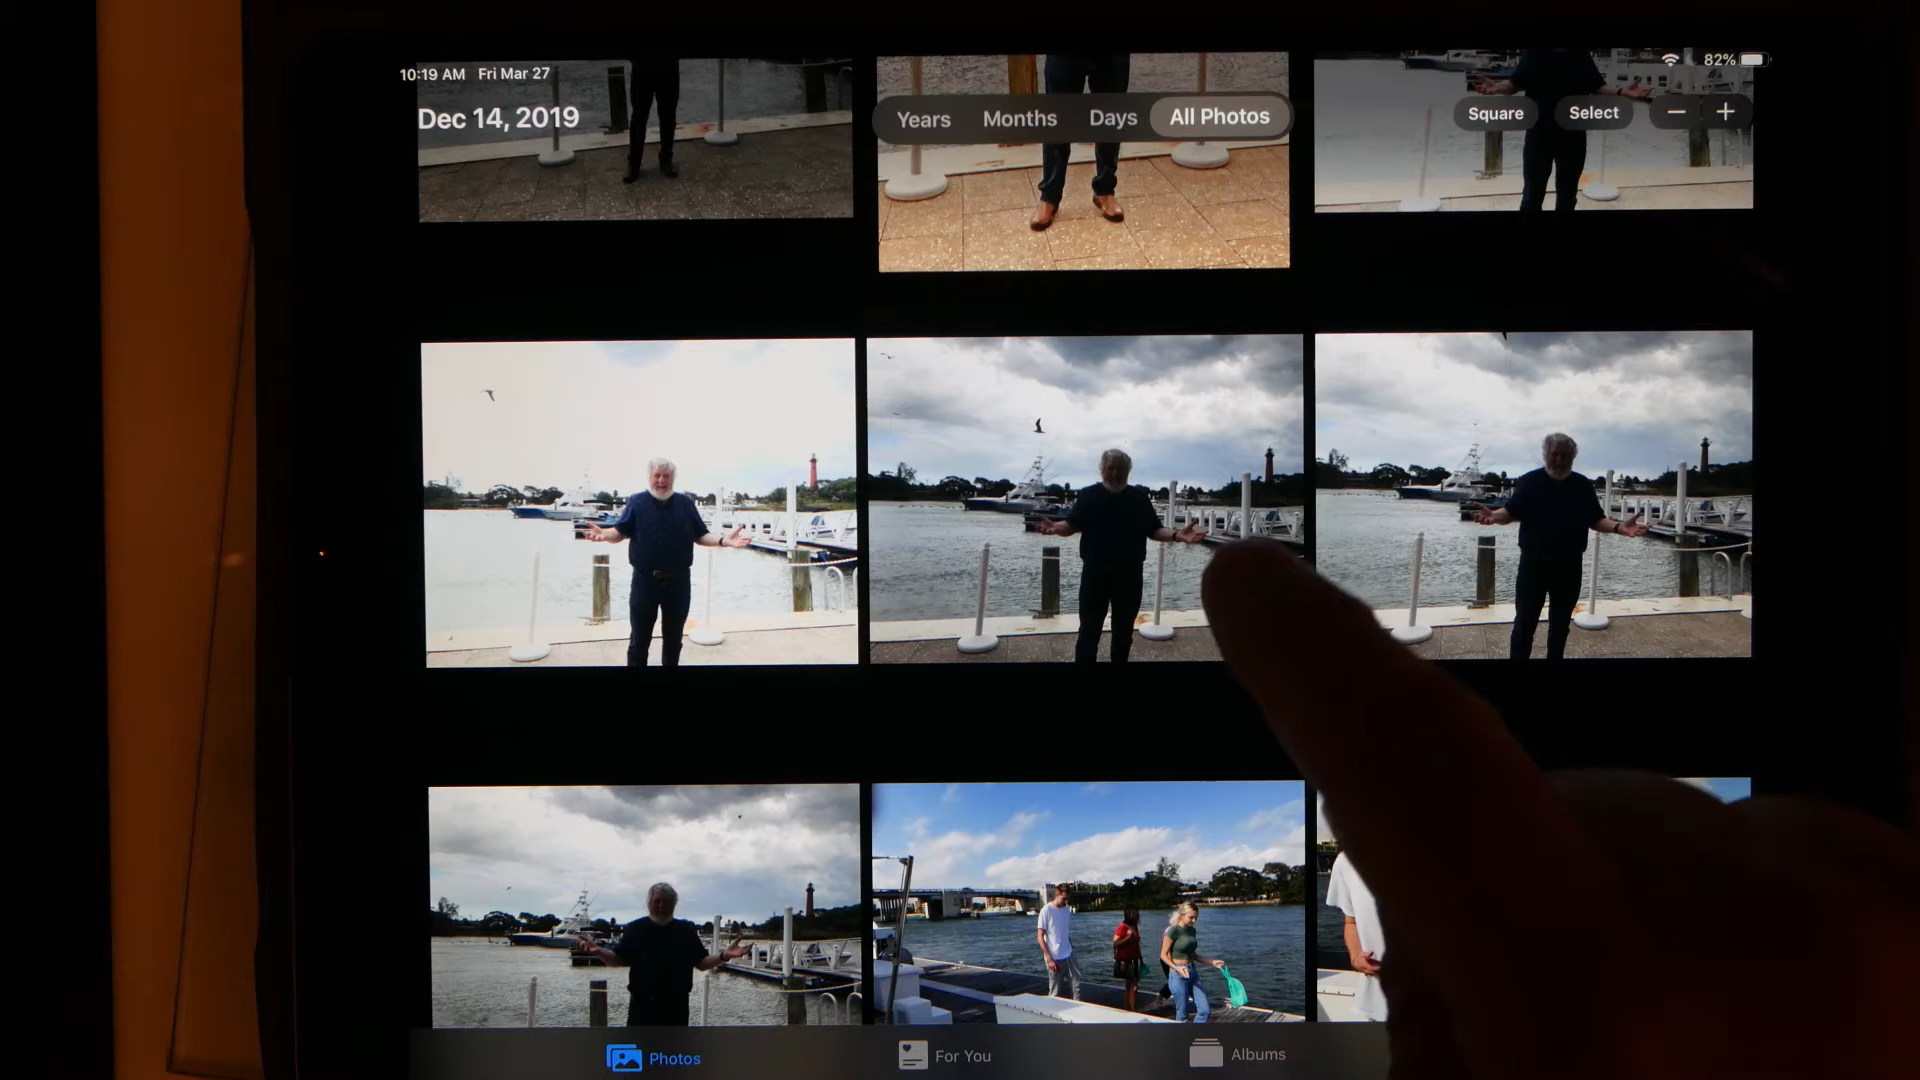 10:19 AM Fri Mar 27
82%
Dec 14, 2019
Years Months Days All Photos
Square Select
Photos
For You
Albums